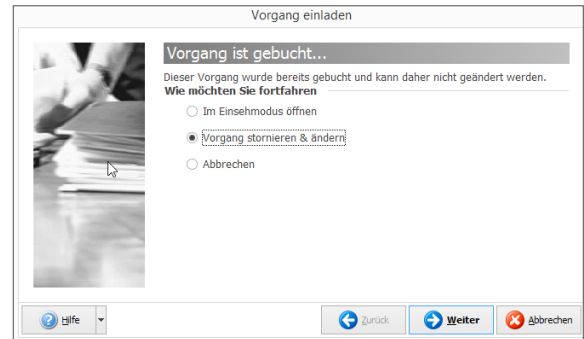 Vorgang einladen
Vorgang ist gebucht...
Dieser Vorgang wurde bereits gebucht und kann daher nicht geändert werden.
Wie möchten Sie fortfahren
Im Einsehmodus öffnen
Vorgang stornieren & ändern
Abbrechen
Hilfe
Zurück
Weiter
Abbrechen